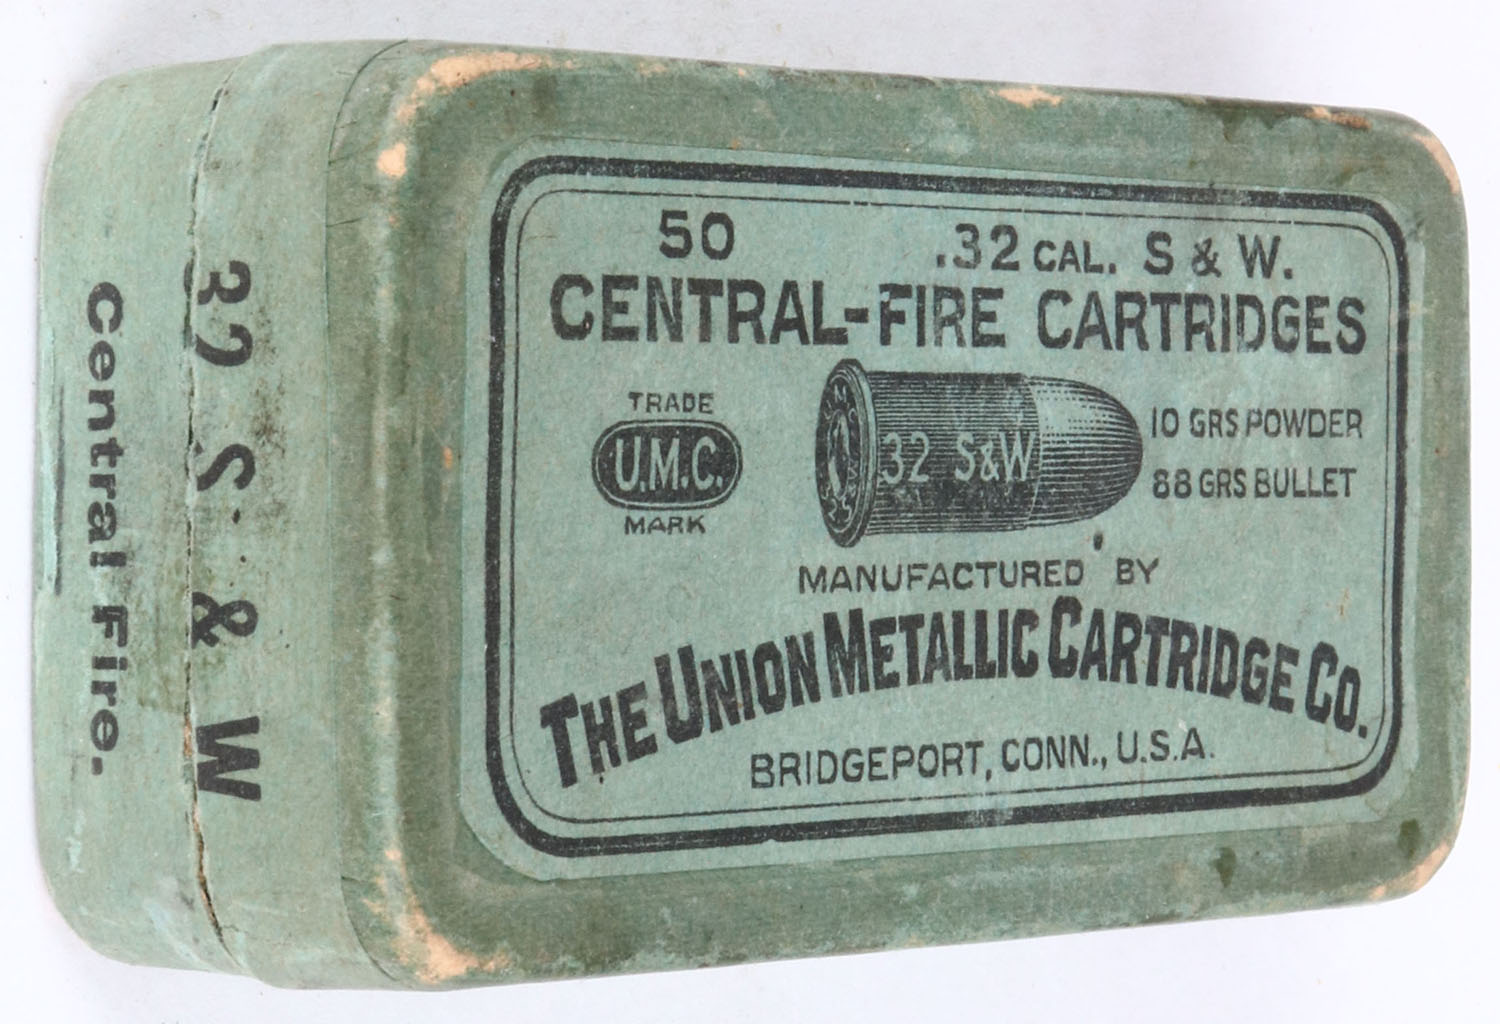 50 .32 CAL. S & W.
CENTRAL-FIRE CARTRIDGES
TRADE
U.M.C.
MARK
32 S&W
10 GRS POWDER
88 GRS BULLET
MANUFACTURED BY
THE UNION METALLIC CARTRIDGE CO.
BRIDGEPORT, CONN., U.S.A.
32 S & W
Central Fire.